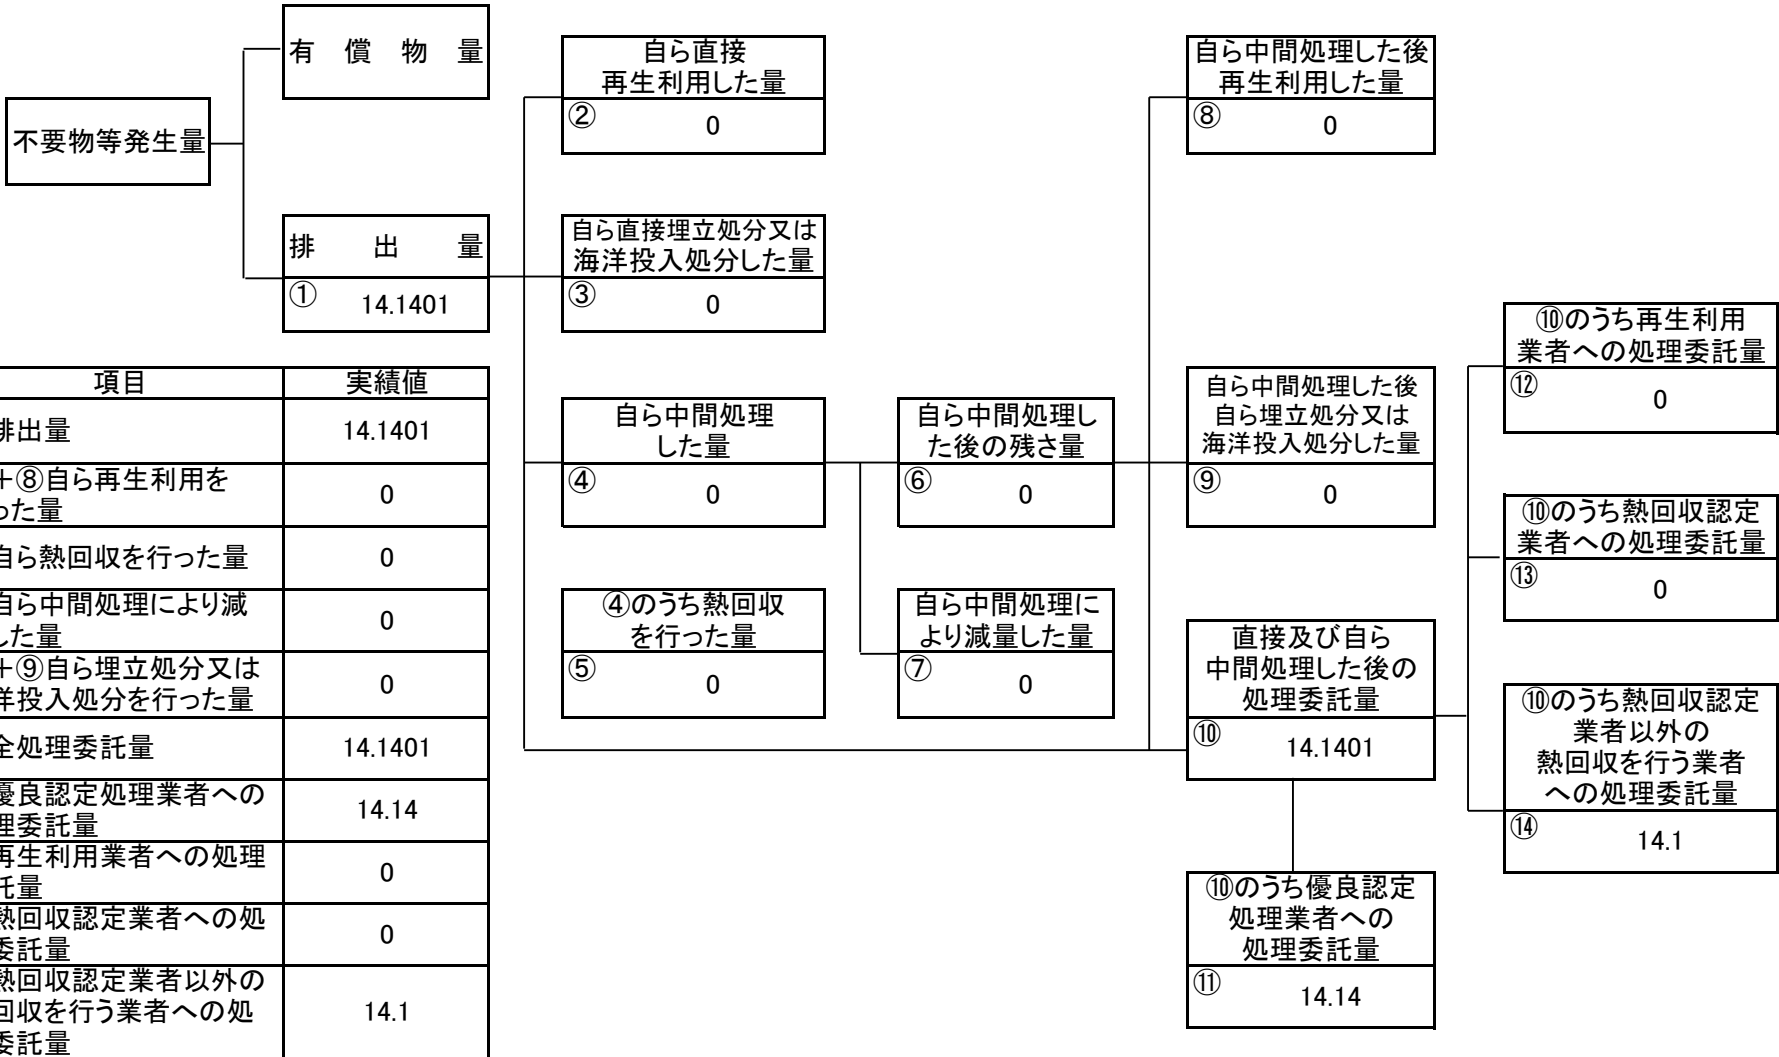 有償物量
不要物等発生量
排出量
① 14.1401
自ら直接
再生利用した量
② 0
自ら直接埋立処分又は
海洋投入処分した量
③ 0
自ら中間処理
した量
④ 0
④のうち熱回収
を行った量
⑤ 0
自ら中間処理し
た後の残さ量
⑥ 0
自ら中間処理に
より減量した量
⑦ 0
自ら中間処理した後
再生利用した量
⑧ 0
自ら中間処理した後
自ら埋立処分又は
海洋投入処分した量
⑨ 0
直接及び自ら
中間処理した後の
処理委託量
⑩ 14.1401
⑩のうち優良認定
処理業者への
処理委託量
⑪ 14.14
⑩のうち再生利用
業者への処理委託量
⑫ 0
⑩のうち熱回収認定
業者への処理委託量
⑬ 0
⑩のうち熱回収認定
業者以外の
熱回収を行う業者
への処理委託量
⑭ 14.1
項目 実績値
排出量 14.1401
+⑧自ら再生利用を
った量
0
自ら熱回収を行った量 0
自ら中間処理により減
した量
0
+⑨自ら埋立処分又は
洋投入処分を行った量
0
全処理委託量 14.1401
優良認定処理業者への
理委託量
14.14
再生利用業者への処理
託量
0
熱回収認定業者への処
委託量
0
熱回収認定業者以外の
回収を行う業者への処
委託量
14.1